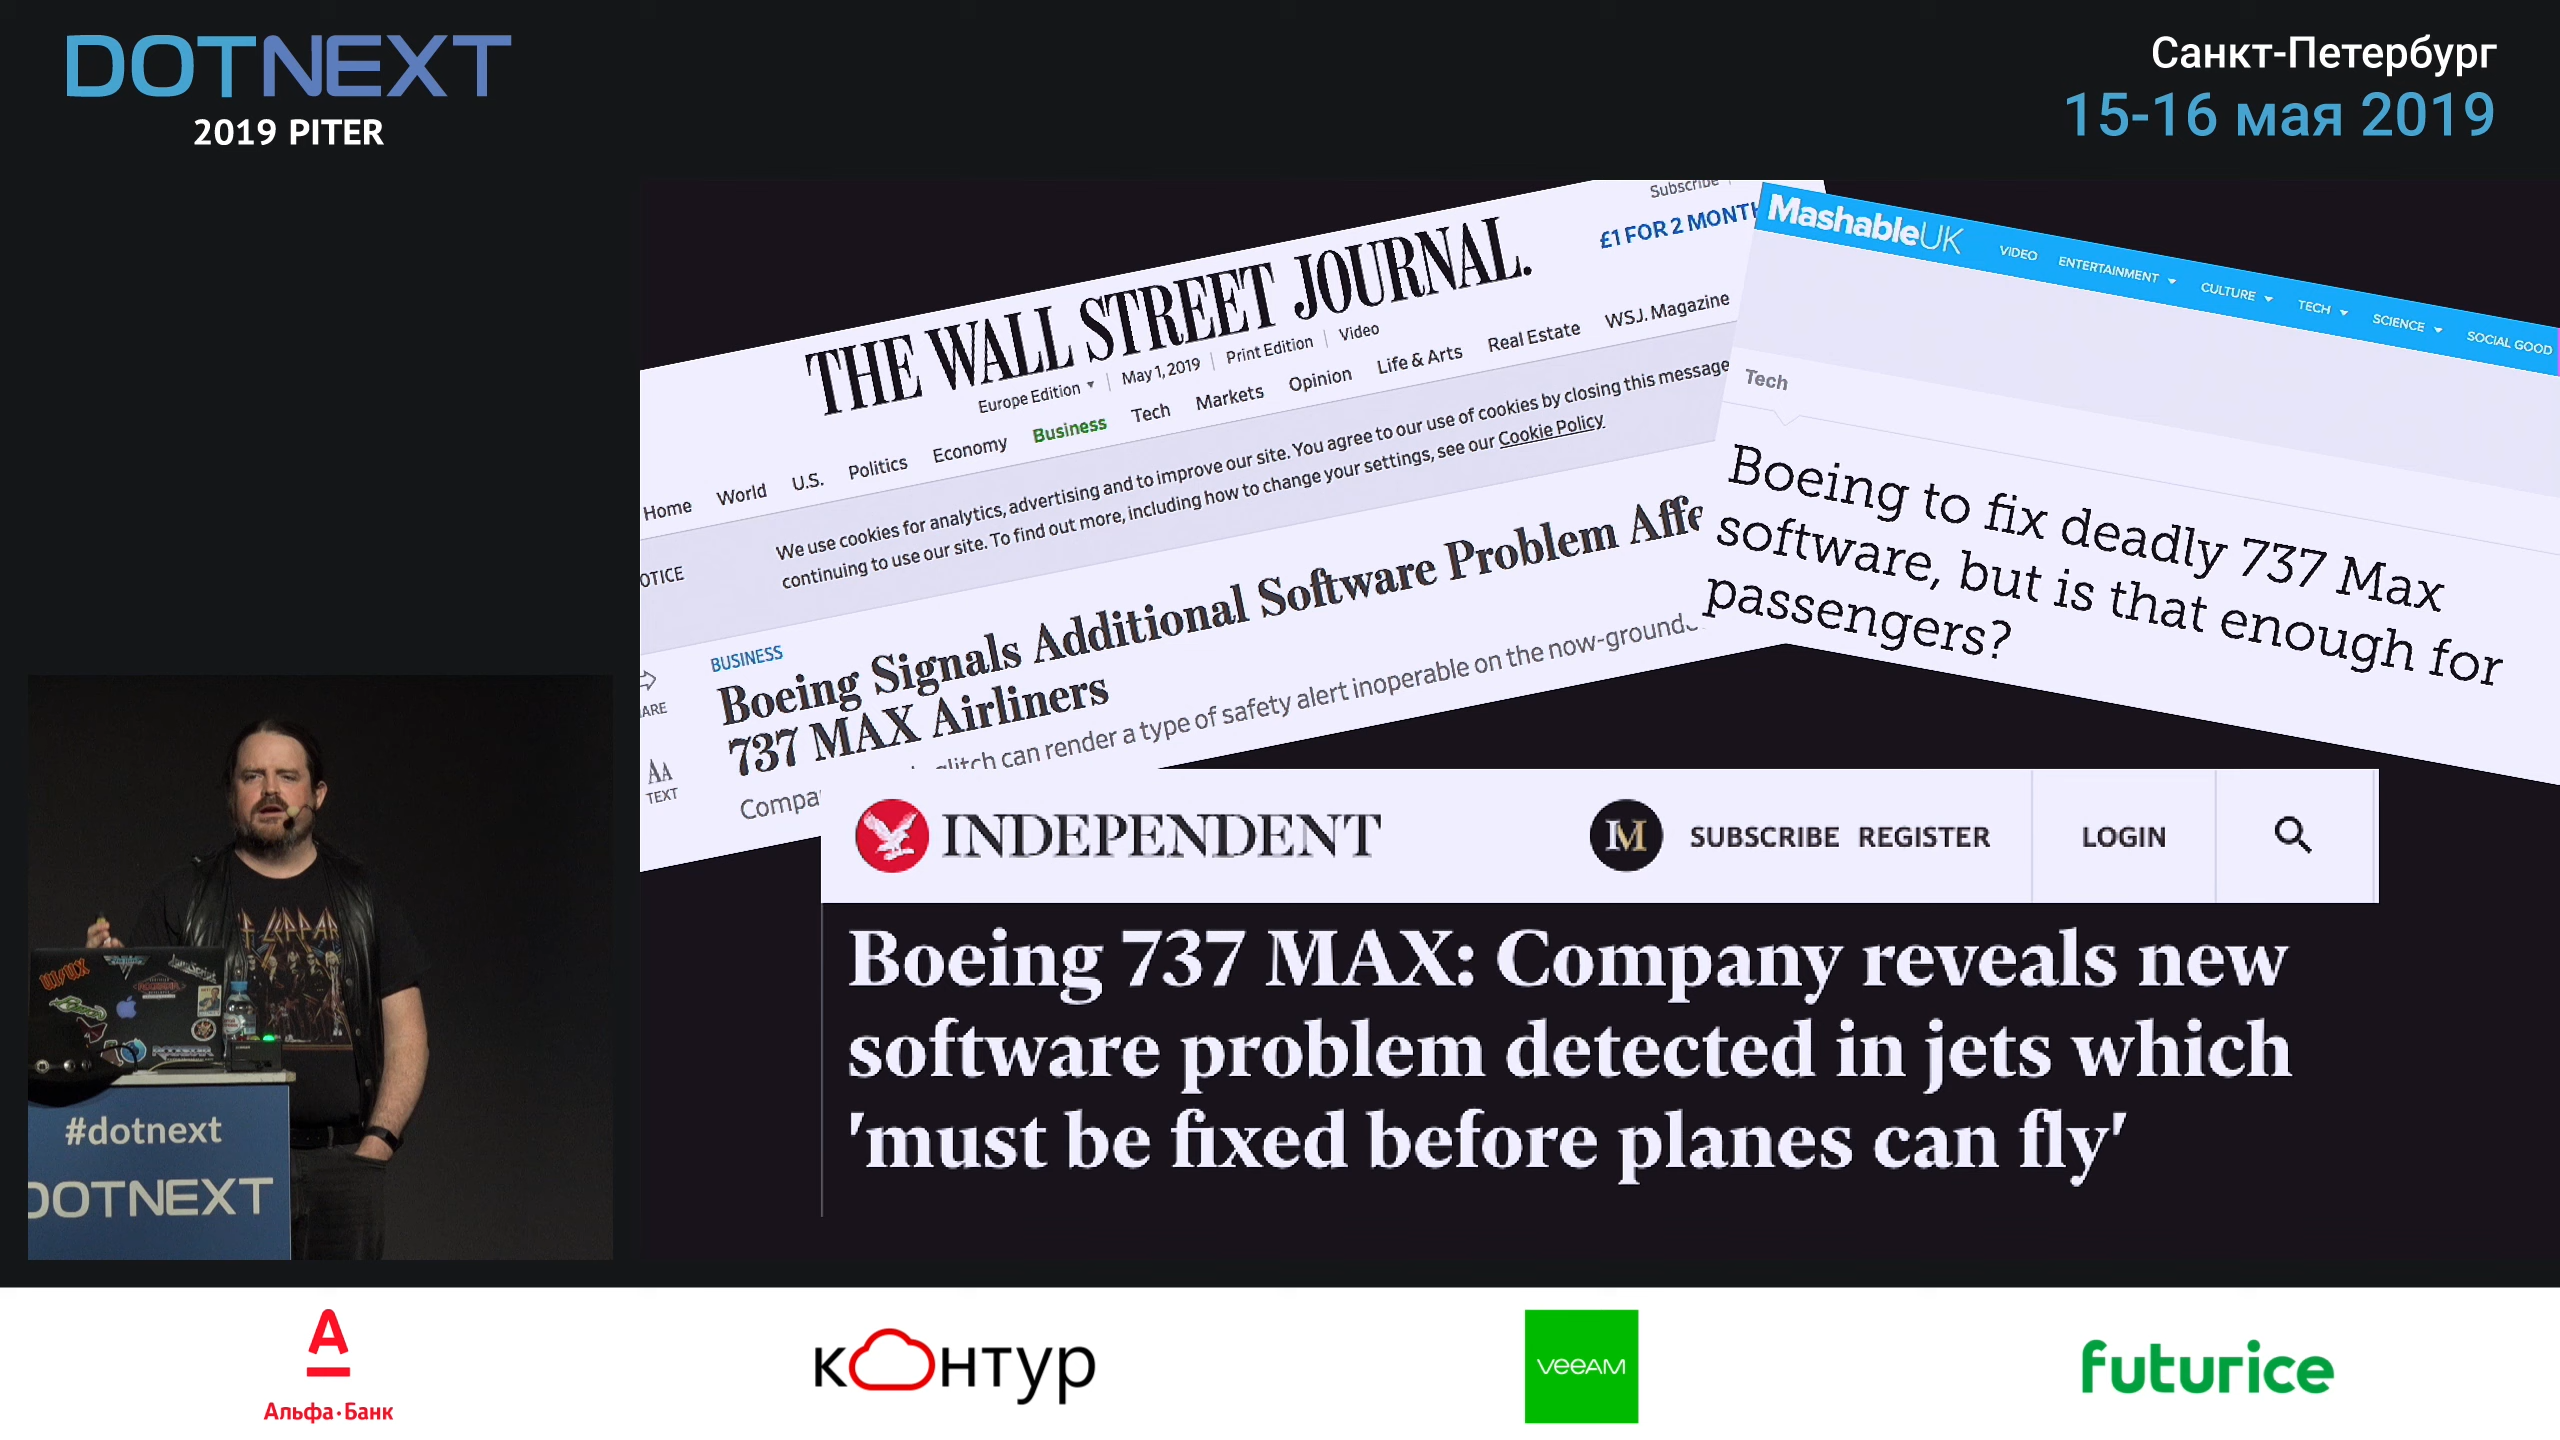 DOTNEXT
2019 PITER
Санкт-Петербург
15-16 мая 2019
Subscribe
£1 FOR 2 MONTH
THE WALL STREET JOURNAL.
Europe Edition | May 1, 2019 | Print Edition | Video
Home World U.S. Politics Economy Business Tech Markets Opinion Life & Arts Real Estate WSJ. Magazine
OTICE
We use cookies for analytics, advertising and to improve our site. You agree to our use of cookies by closing this message
continuing to use our site. To find out more, including how to change your settings, see our Cookie Policy.
ARE
AA
TEXT
BUSINESS
Boeing Signals Additional Software Problem Affe
737 MAX Airliners
Compa glitch can render a type of safety alert inoperable on the now-grounde
MashableUK
VIDEO ENTERTAINMENT CULTURE TECH SCIENCE SOCIAL GOOD
Tech
Boeing to fix deadly 737 Max
software, but is that enough for
passengers?
INDEPENDENT
IM SUBSCRIBE REGISTER LOGIN
Boeing 737 MAX: Company reveals new
software problem detected in jets which
'must be fixed before planes can fly'
UI/UX
#dotnext
DOTNEXT
Альфа·Банк
контур
veeAM
futurice